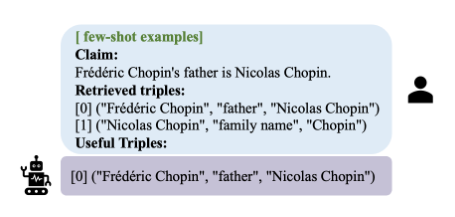 [ few-shot examples]
Claim:
Frédéric Chopin's father is Nicolas Chopin.
Retrieved triples:
[0] ("Frédéric Chopin", "father", "Nicolas Chopin")
[1] ("Nicolas Chopin", "family name", "Chopin")
Useful Triples:
[0] ("Frédéric Chopin", "father", "Nicolas Chopin")